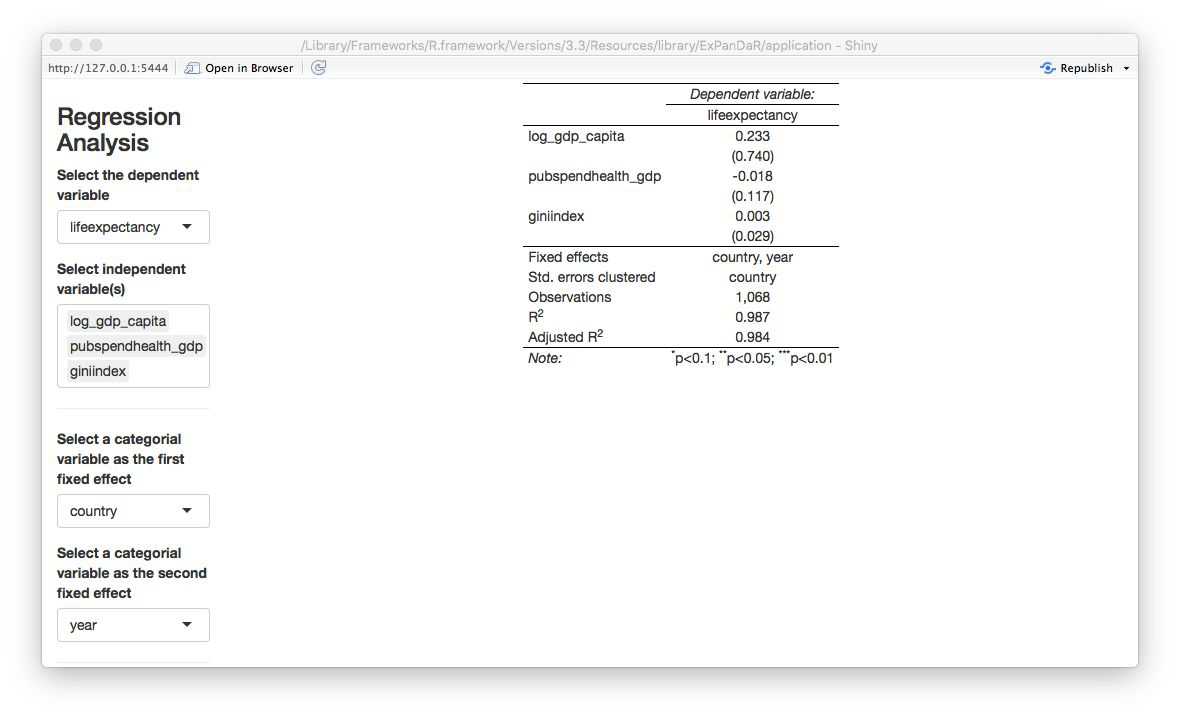 /Library/Frameworks/R.framework/Versions/3.3/Resources/library/ExPanDaR/application - Shiny
http://127.0.0.1:5444 Open in Browser Republish
Regression
Analysis
Select the dependent
variable
lifeexpectancy
Select independent
variable(s)
log_gdp_capita
pubspendhealth_gdp
giniindex
Select a categorial
variable as the first
fixed effect
country
Select a categorial
variable as the second
fixed effect
year
Dependent variable:
lifeexpectancy
log_gdp_capita 0.233
(0.740)
pubspendhealth_gdp -0.018
(0.117)
giniindex 0.003
(0.029)
Fixed effects country, year
Std. errors clustered country
Observations 1,068
R2 0.987
Adjusted R2 0.984
Note: *p<0.1; **p<0.05; ***p<0.01